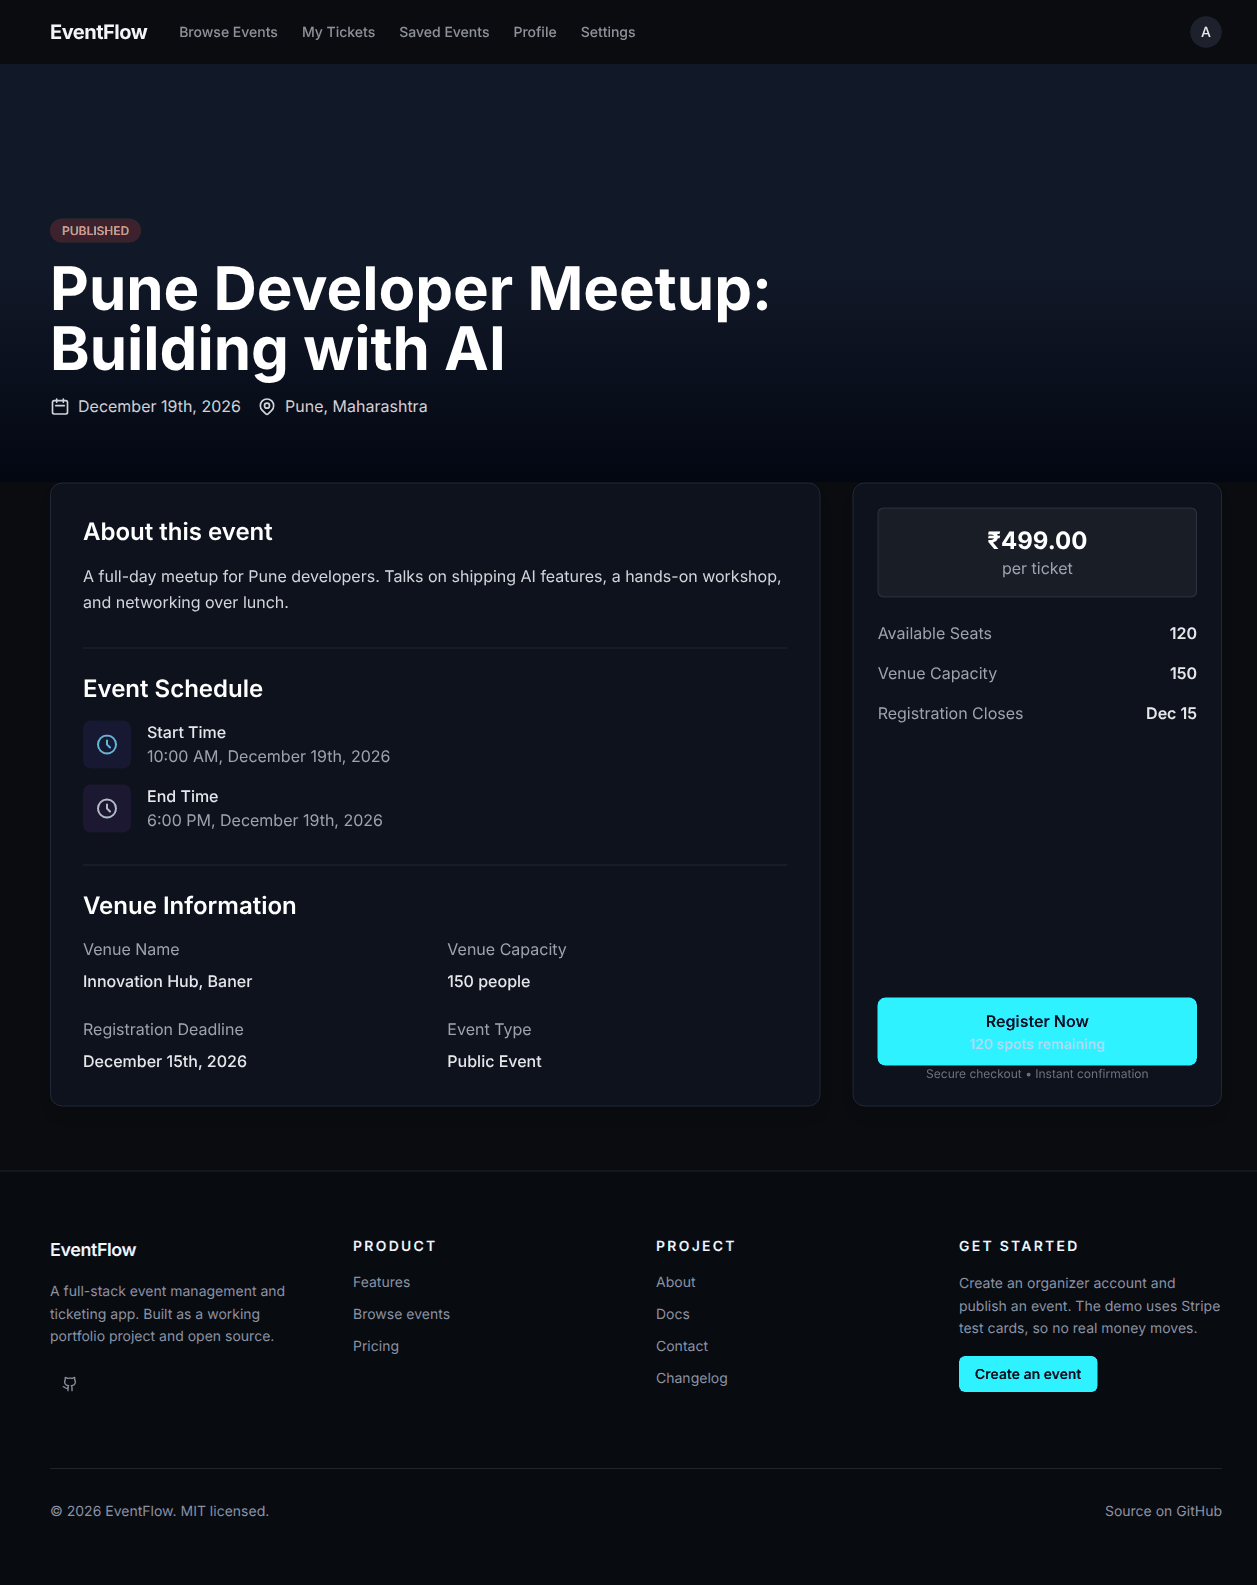 EventFlow
Browse Events
My Tickets
Saved Events
Profile
Settings
A
PUBLISHED
Pune Developer Meetup:
Building with AI
December 19th, 2026
Pune, Maharashtra
About this event
A full-day meetup for Pune developers. Talks on shipping AI features, a hands-on workshop,
and networking over lunch.
Event Schedule
Start Time
10:00 AM, December 19th, 2026
End Time
6:00 PM, December 19th, 2026
Venue Information
Venue Name
Innovation Hub, Baner
Venue Capacity
150 people
Registration Deadline
December 15th, 2026
Event Type
Public Event
₹499.00
per ticket
Available Seats 120
Venue Capacity 150
Registration Closes Dec 15
Register Now
120 spots remaining
Secure checkout • Instant confirmation
EventFlow
A full-stack event management and
ticketing app. Built as a working
portfolio project and open source.
PRODUCT
Features
Browse events
Pricing
PROJECT
About
Docs
Contact
Changelog
GET STARTED
Create an organizer account and
publish an event. The demo uses Stripe
test cards, so no real money moves.
Create an event
© 2026 EventFlow. MIT licensed.
Source on GitHub